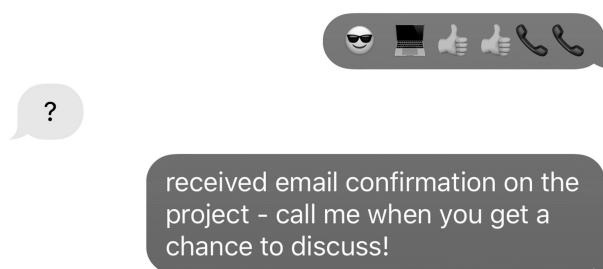 😎 💻👍👍📞📞
?
received email confirmation on the
project - call me when you get a
chance to discuss!